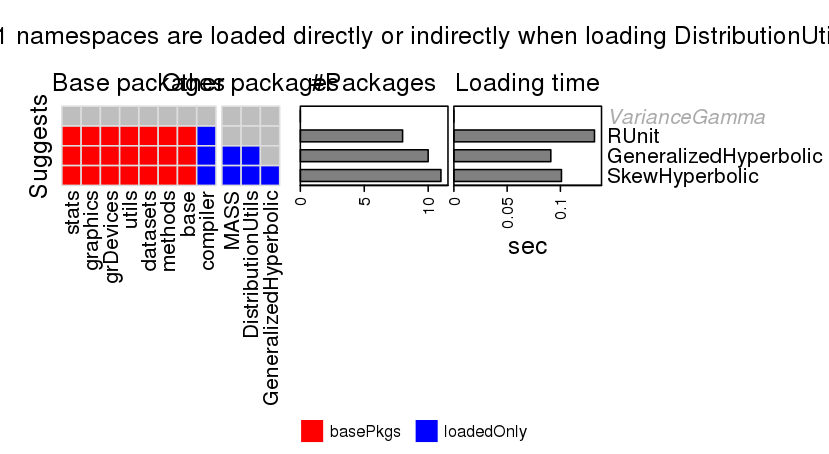 1 namespaces are loaded directly or indirectly when loading DistributionUti
Base packages
Other packages
#Packages
Loading time
Suggests
VarianceGamma
RUnit
GeneralizedHyperbolic
SkewHyperbolic
stats
graphics
grDevices
utils
datasets
methods
base
compiler
MASS
DistributionUtils
GeneralizedHyperbolic
0
5
10
0
0.05
0.1
sec
basePkgs
loadedOnly